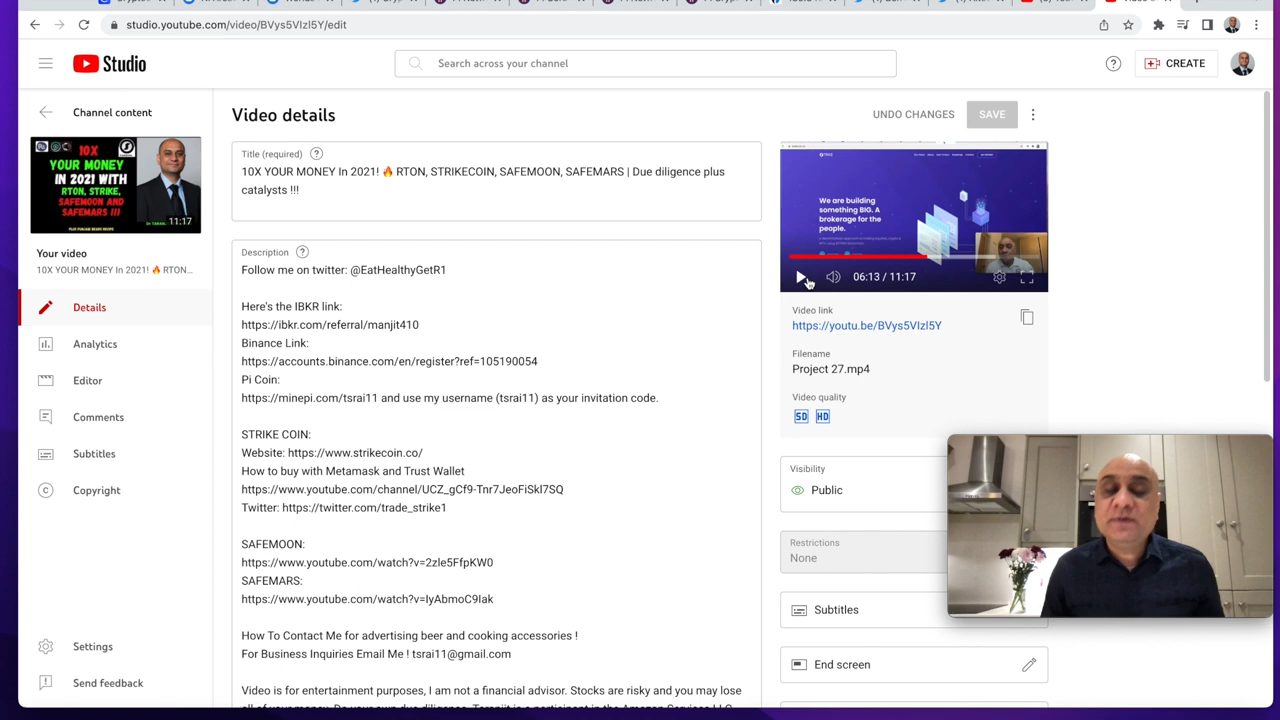 studio.youtube.com/video/BVys5VIzI5Y/edit
Studio
Search across your channel
CREATE
Channel content
Video details
UNDO CHANGES
SAVE
10X
YOUR MONEY
IN 2021 WITH
RTON, STRIKE,
SAFEMOON AND
SAFEMARS !!!
11:17
Your video
10X YOUR MONEY In 2021! 🔥 RTON...
Details
Analytics
Editor
Comments
Subtitles
Copyright
Settings
Send feedback
Title (required)
10X YOUR MONEY In 2021! 🔥 RTON, STRIKECOIN, SAFEMOON, SAFEMARS | Due diligence plus
catalysts !!!
Description
Follow me on twitter: @EatHealthyGetR1
Here's the IBKR link:
https://ibkr.com/referral/manjit410
Binance Link:
https://accounts.binance.com/en/register?ref=105190054
Pi Coin:
https://minepi.com/tsrai11 and use my username (tsrai11) as your invitation code.
STRIKE COIN:
Website: https://www.strikecoin.co/
How to buy with Metamask and Trust Wallet
https://www.youtube.com/channel/UCZ_gCf9-Tnr7JeoFiSkl7SQ
Twitter: https://twitter.com/trade_strike1
SAFEMOON:
https://www.youtube.com/watch?v=2zle5FfpKW0
SAFEMARS:
https://www.youtube.com/watch?v=IyAbmoC9Iak
How To Contact Me for advertising beer and cooking accessories !
For Business Inquiries Email Me ! tsrai11@gmail.com
Video is for entertainment purposes, I am not a financial advisor. Stocks are risky and you may lose
We are building
something BIG. A
brokerage for the
people.
06:13 / 11:17
Video link
https://youtu.be/BVys5VIzI5Y
Filename
Project 27.mp4
Video quality
SD HD
Visibility
Public
Restrictions
None
Subtitles
End screen